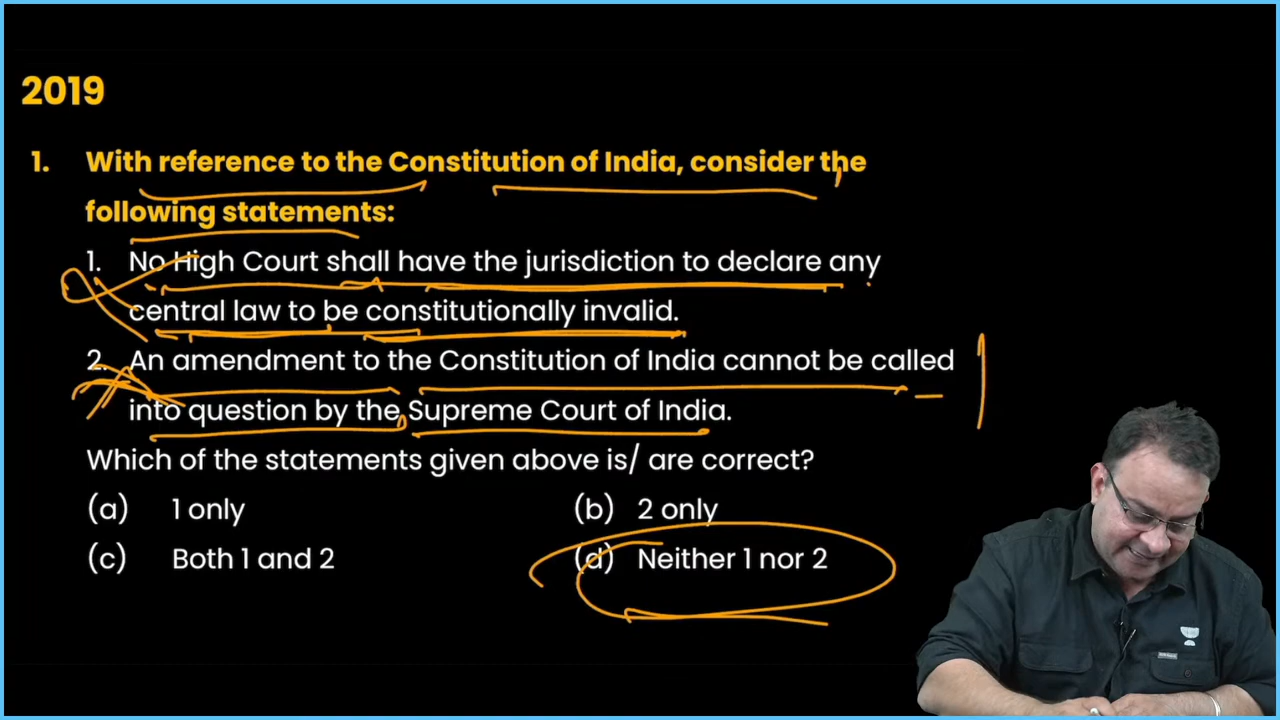 2019
1. With reference to the Constitution of India, consider the
following statements:
1. No High Court shall have the jurisdiction to declare any
central law to be constitutionally invalid.
2. An amendment to the Constitution of India cannot be called
into question by the Supreme Court of India.
Which of the statements given above is/ are correct?
(a) 1 only (b) 2 only
(c) Both 1 and 2 (d) Neither 1 nor 2